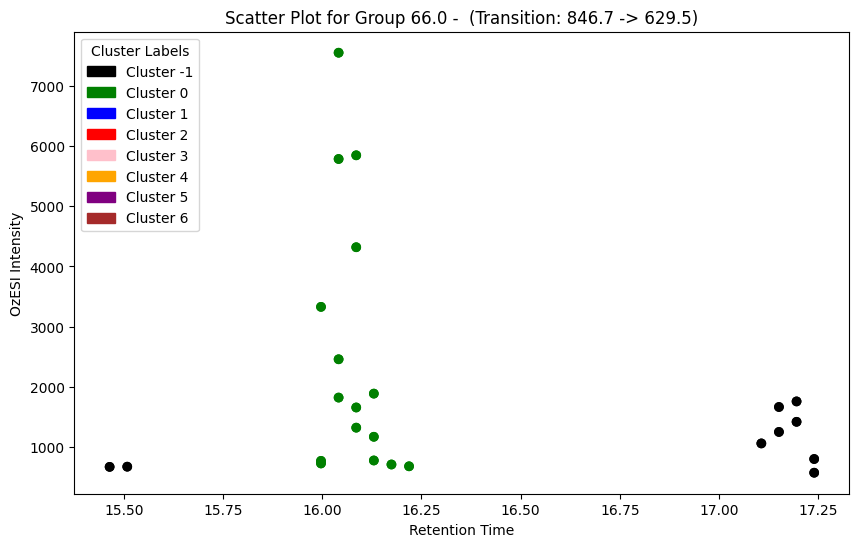 Scatter Plot for Group 66.0 -  (Transition: 846.7 -> 629.5)
Cluster Labels
Cluster -1
Cluster 0
Cluster 1
Cluster 2
Cluster 3
Cluster 4
Cluster 5
Cluster 6
OzESI Intensity
7000
6000
5000
4000
3000
2000
1000
15.50 15.75 16.00 16.25 16.50 16.75 17.00 17.25
Retention Time